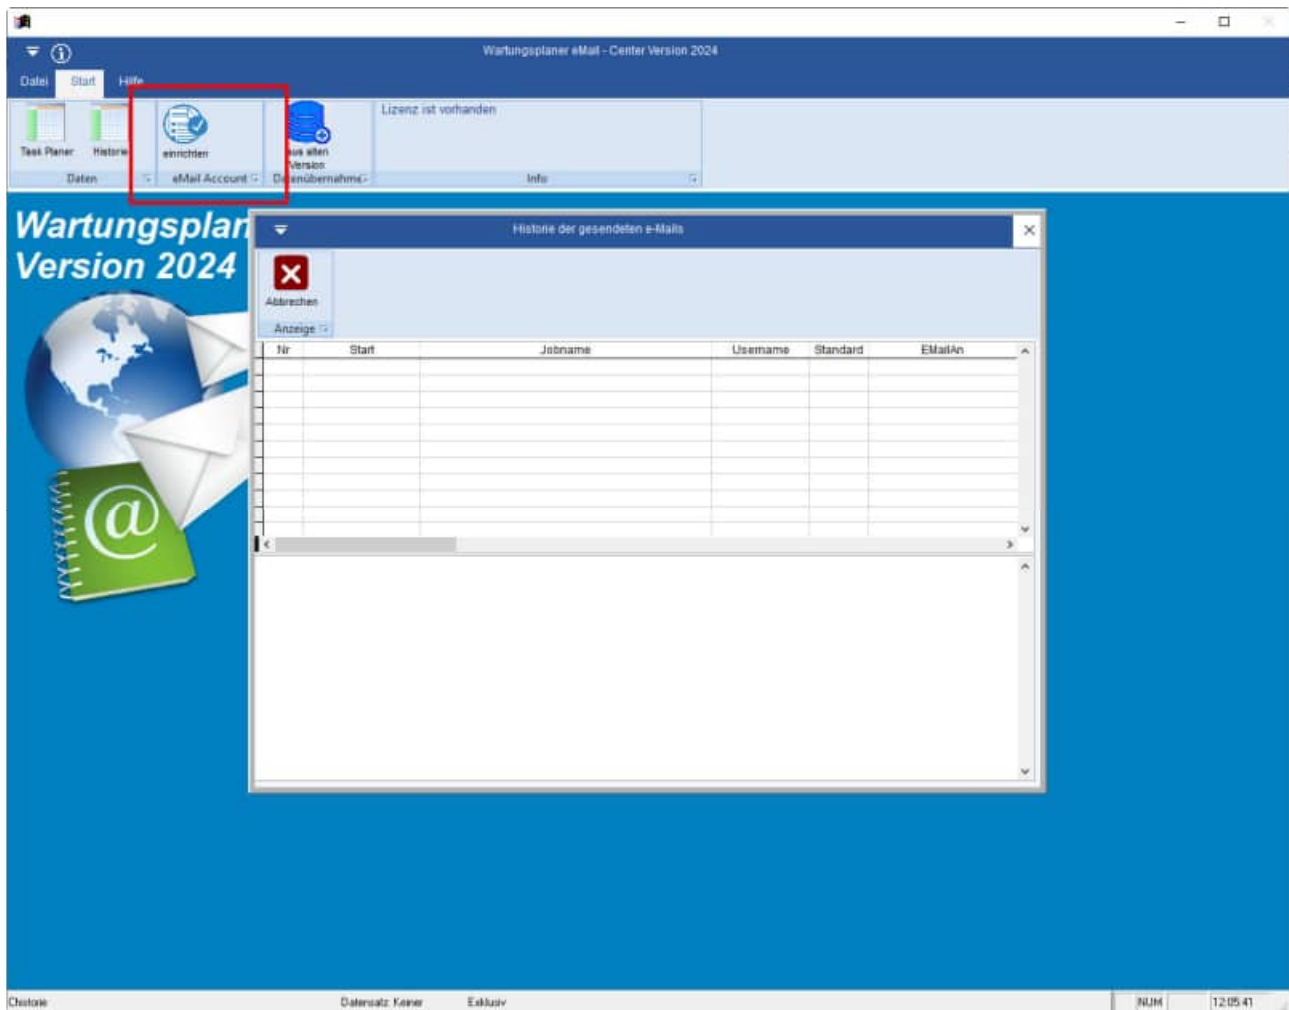 Wartungsplaner eMail - Center Version 2024
Datei Start Hilfe
Lizenz ist vorhanden
Task Planer Historie einrichten aus alten
Version
Daten eMail Account Datenübernahme Info
Wartungsplan
Version 2024
Historie der gesendeten e-Mails
Abbrechen
Anzeige
Nr Start Jobname Username Standard EMailAn
@
Chistorie Datensatz: Keiner Exklusiv NUM 12:05:41